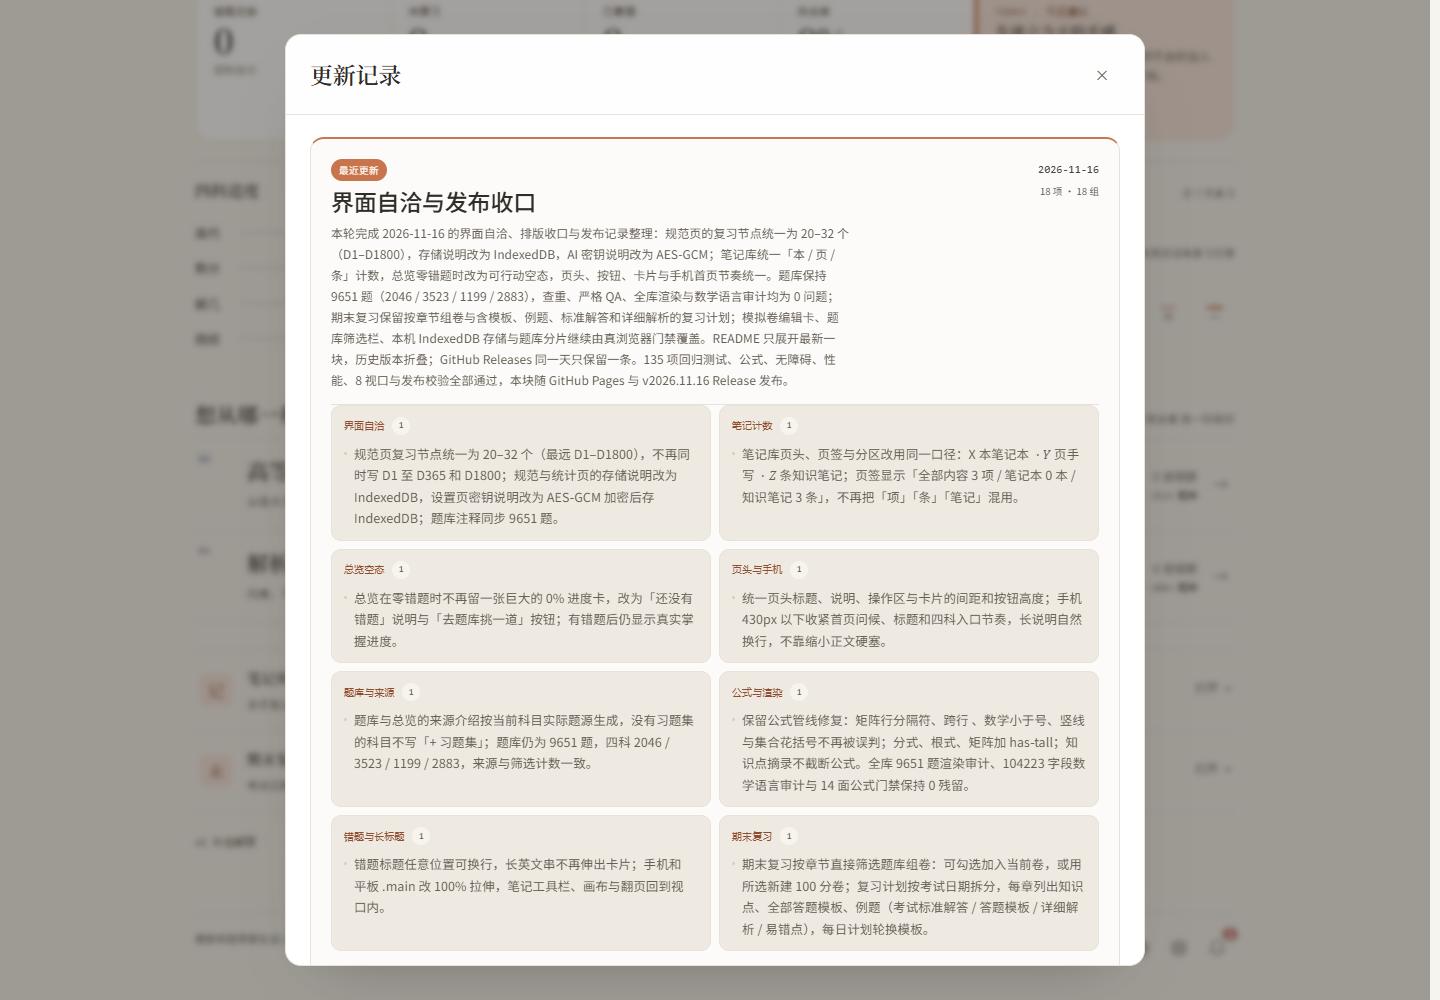 更新记录
×
最近更新
2026-11-16
18 项 · 18 组
界面自洽与发布收口
本轮完成 2026-11-16 的界面自洽、排版收口与发布记录整理：规范页的复习节点统一为 20–32 个
（D1–D1800），存储说明改为 IndexedDB，AI 密钥说明改为 AES-GCM；笔记库统一「本 / 页 /
条」计数，总览零错题时改为可行动空态，页头、按钮、卡片与手机首页节奏统一。题库保持
9651 题（2046 / 3523 / 1199 / 2883），查重、严格 QA、全库渲染与数学语言审计均为 0 问题；
期末复习保留按章节组卷与含模板、例题、标准解答和详细解析的复习计划；模拟卷编辑卡、题
库筛选栏、本机 IndexedDB 存储与题库分片继续由真浏览器门禁覆盖。README 只展开最新一
块，历史版本折叠；GitHub Releases 同一天只保留一条。135 项回归测试、公式、无障碍、性
能、8 视口与发布校验全部通过，本块随 GitHub Pages 与 v2026.11.16 Release 发布。
界面自洽 1
规范页复习节点统一为 20–32 个（最远 D1–D1800），不再同
时写 D1 至 D365 和 D1800；规范与统计页的存储说明改为
IndexedDB，设置页密钥说明改为 AES-GCM 加密后存
IndexedDB；题库注释同步 9651 题。
笔记计数 1
笔记库页头、页签与分区改用同一口径：X 本笔记本 · Y 页手
写 · Z 条知识笔记；页签显示「全部内容 3 项 / 笔记本 0 本 /
知识笔记 3 条」，不再把「项」「条」「笔记」混用。
总览空态 1
总览在零错题时不再留一张巨大的 0% 进度卡，改为「还没有
错题」说明与「去题库挑一道」按钮；有错题后仍显示真实掌
握进度。
页头与手机 1
统一页头标题、说明、操作区与卡片的间距和按钮高度；手机
430px 以下收紧首页问候、标题和四科入口节奏，长说明自然
换行，不靠缩小正文硬塞。
题库与来源 1
题库与总览的来源介绍按当前科目实际题源生成，没有习题集
的科目不写「+ 习题集」；题库仍为 9651 题，四科 2046 /
3523 / 1199 / 2883，来源与筛选计数一致。
公式与渲染 1
保留公式管线修复：矩阵行分隔符、跨行 、数学小于号、竖线
与集合花括号不再被误判；分式、根式、矩阵加 has-tall；知
识点摘录不截断公式。全库 9651 题渲染审计、104223 字段数
学语言审计与 14 面公式门禁保持 0 残留。
错题与长标题 1
错题标题任意位置可换行，长英文串不再伸出卡片；手机和
平板 .main 改 100% 拉伸，笔记工具栏、画布与翻页回到视
口内。
期末复习 1
期末复习按章节直接筛选题库组卷：可勾选加入当前卷，或用
所选新建 100 分卷；复习计划按考试日期拆分，每章列出知识
点、全部答题模板、例题（考试标准解答 / 答题模板 / 详细解
析 / 易错点），每日计划轮换模板。